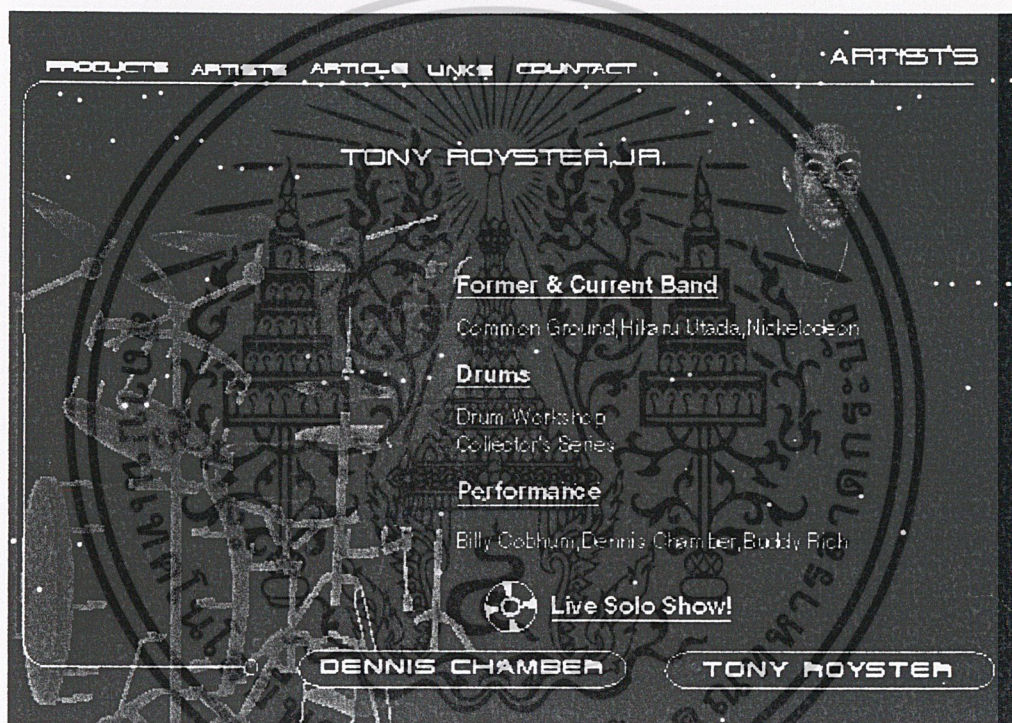 PRODUCTS ARTISTS ARTICLE LINKS COUNTACT
ARTISTS
TONY ROYSTER,JR.
Former & Current Band
Common Ground,Hikaru Utada,Nickelodeon
Drums
Drum Workshop
Collector's Series
Performance
Billy Cobhum,Dennis Chamber,Buddy Rich
Live Solo Show!
DENNIS CHAMBER
TONY ROYSTER